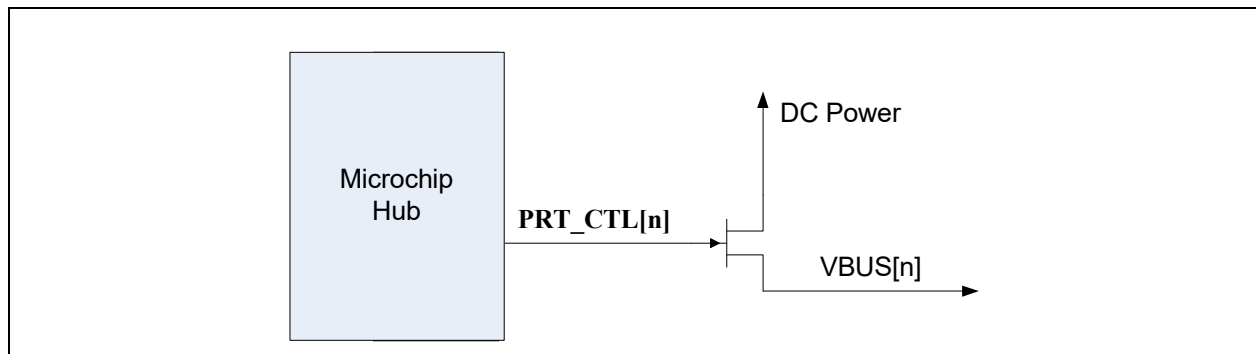 Microchip
Hub
PRT_CTL[n]
DC Power
VBUS[n]